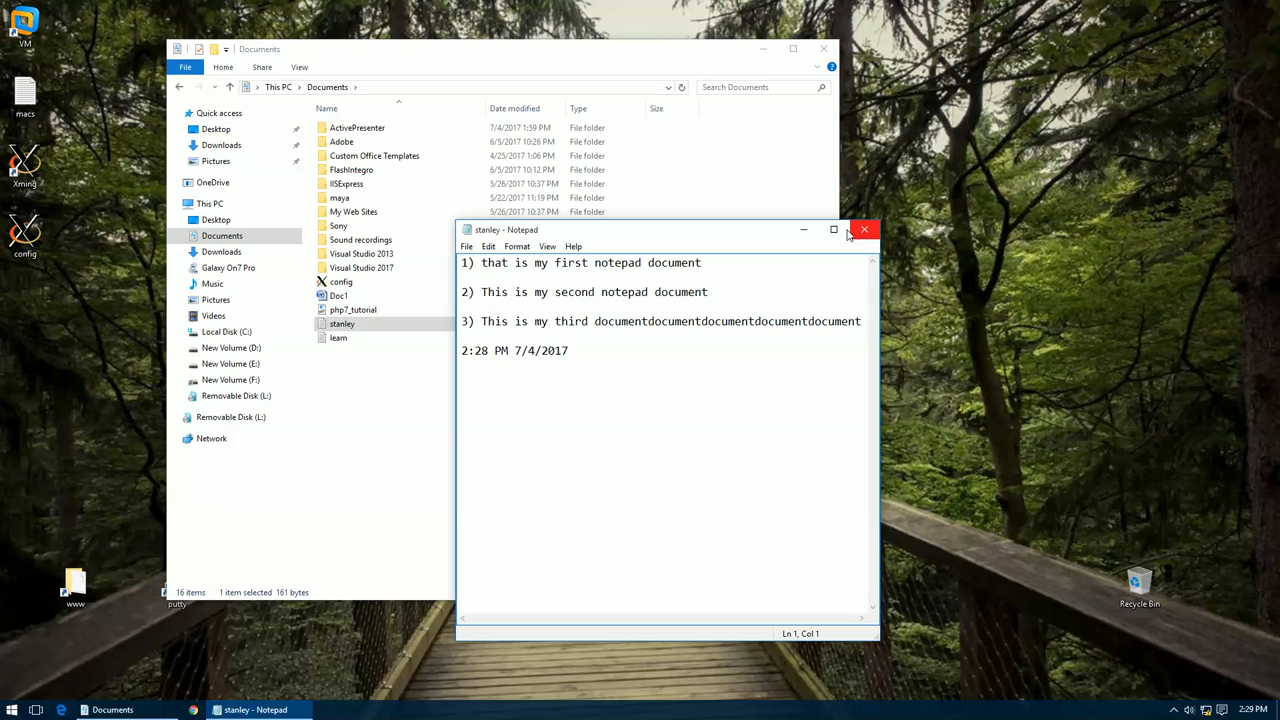 VM
macs
Xming
config
www
putty
Recycle Bin
Documents
File Home Share View
This PC Documents
Search Documents
Name Date modified Type Size
Quick access
Desktop
Downloads
Pictures
OneDrive
This PC
Desktop
Documents
Downloads
Galaxy On7 Pro
Music
Pictures
Videos
Local Disk (C:)
New Volume (D:)
New Volume (E:)
New Volume (F:)
Removable Disk (L:)
Removable Disk (L:)
Network
ActivePresenter 7/4/2017 1:59 PM File folder
Adobe 6/5/2017 10:26 PM File folder
Custom Office Templates 4/25/2017 1:06 PM File folder
FlashIntegro 6/5/2017 10:12 PM File folder
IISExpress 5/26/2017 10:37 PM File folder
maya 5/22/2017 11:19 PM File folder
My Web Sites 5/26/2017 10:37 PM File folder
Sony
Sound recordings
Visual Studio 2013
Visual Studio 2017
config
Doc1
php7_tutorial
stanley
learn
16 items 1 item selected 161 bytes
stanley - Notepad
File Edit Format View Help
1) that is my first notepad document
2) This is my second notepad document
3) This is my third documentdocumentdocumentdocumentdocument
2:28 PM 7/4/2017
Ln 1, Col 1
Documents
stanley - Notepad
2:29 PM